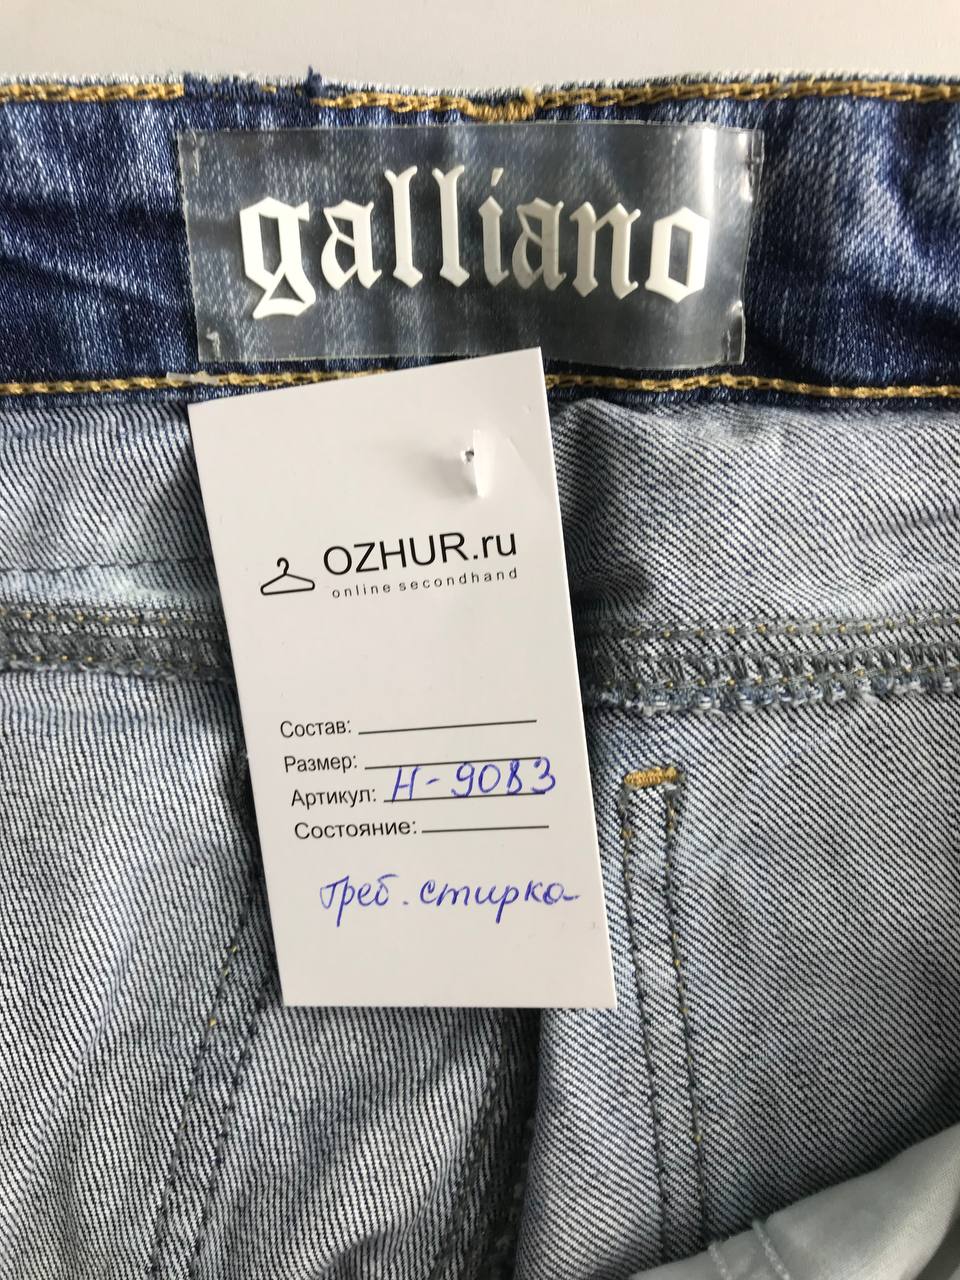 galliano
OZHUR.ru
online secondhand
Состав:
Размер:
Артикул: Н-9083
Состояние:
треб. стирка